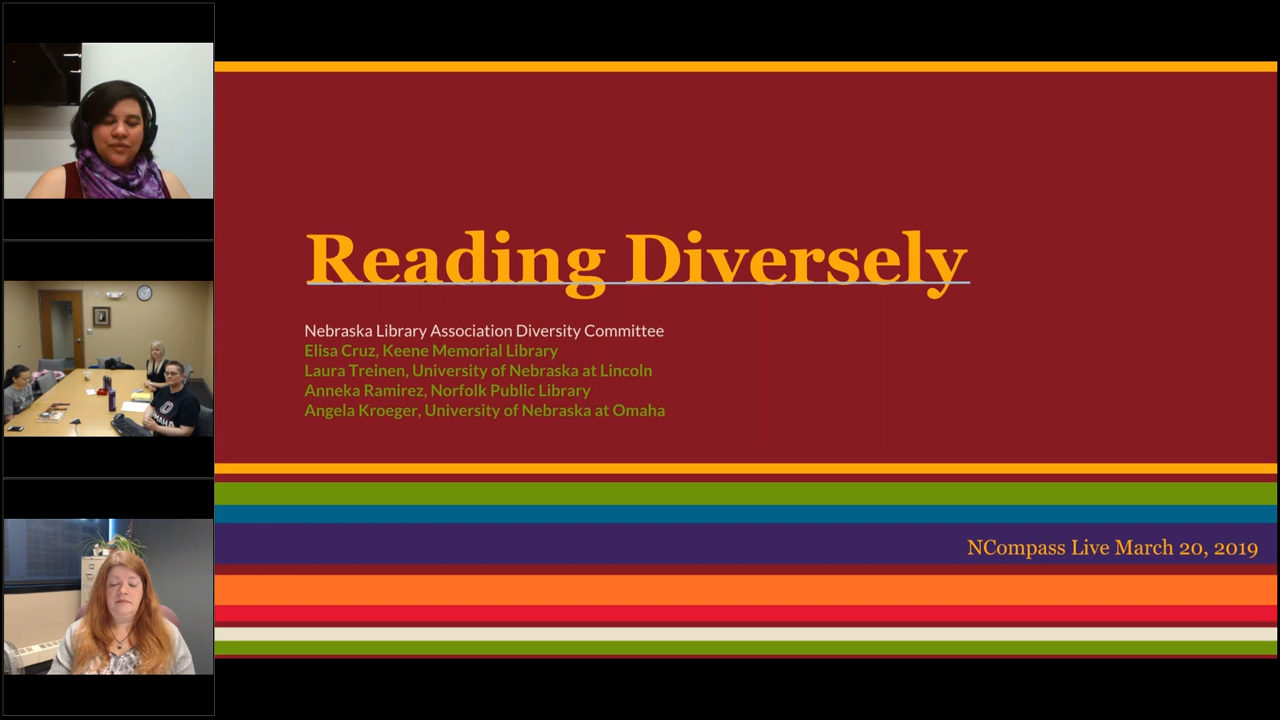 Reading Diversely
Nebraska Library Association Diversity Committee
Elisa Cruz, Keene Memorial Library
Laura Treinen, University of Nebraska at Lincoln
Anneka Ramirez, Norfolk Public Library
Angela Kroeger, University of Nebraska at Omaha
NCompass Live March 20, 2019